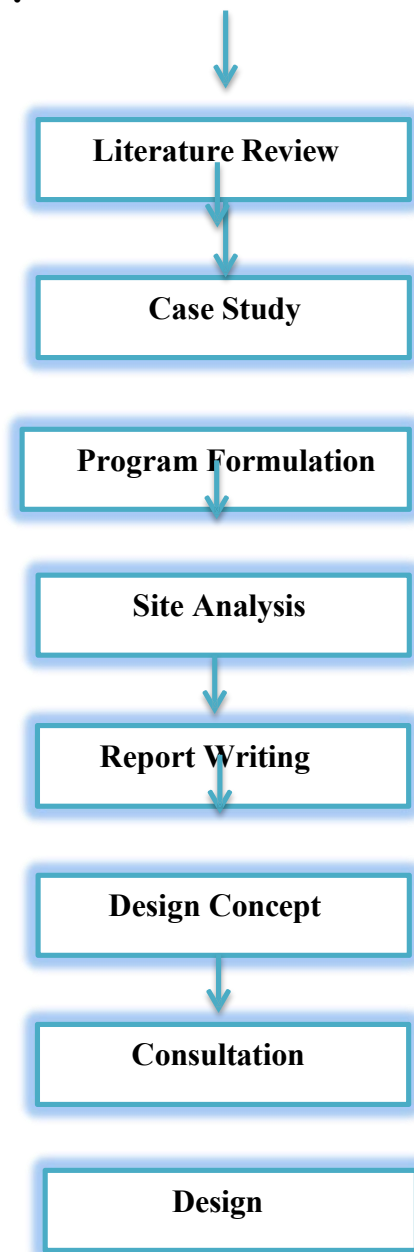 Literature Review
Case Study
Program Formulation
Site Analysis
Report Writing
Design Concept
Consultation
Design